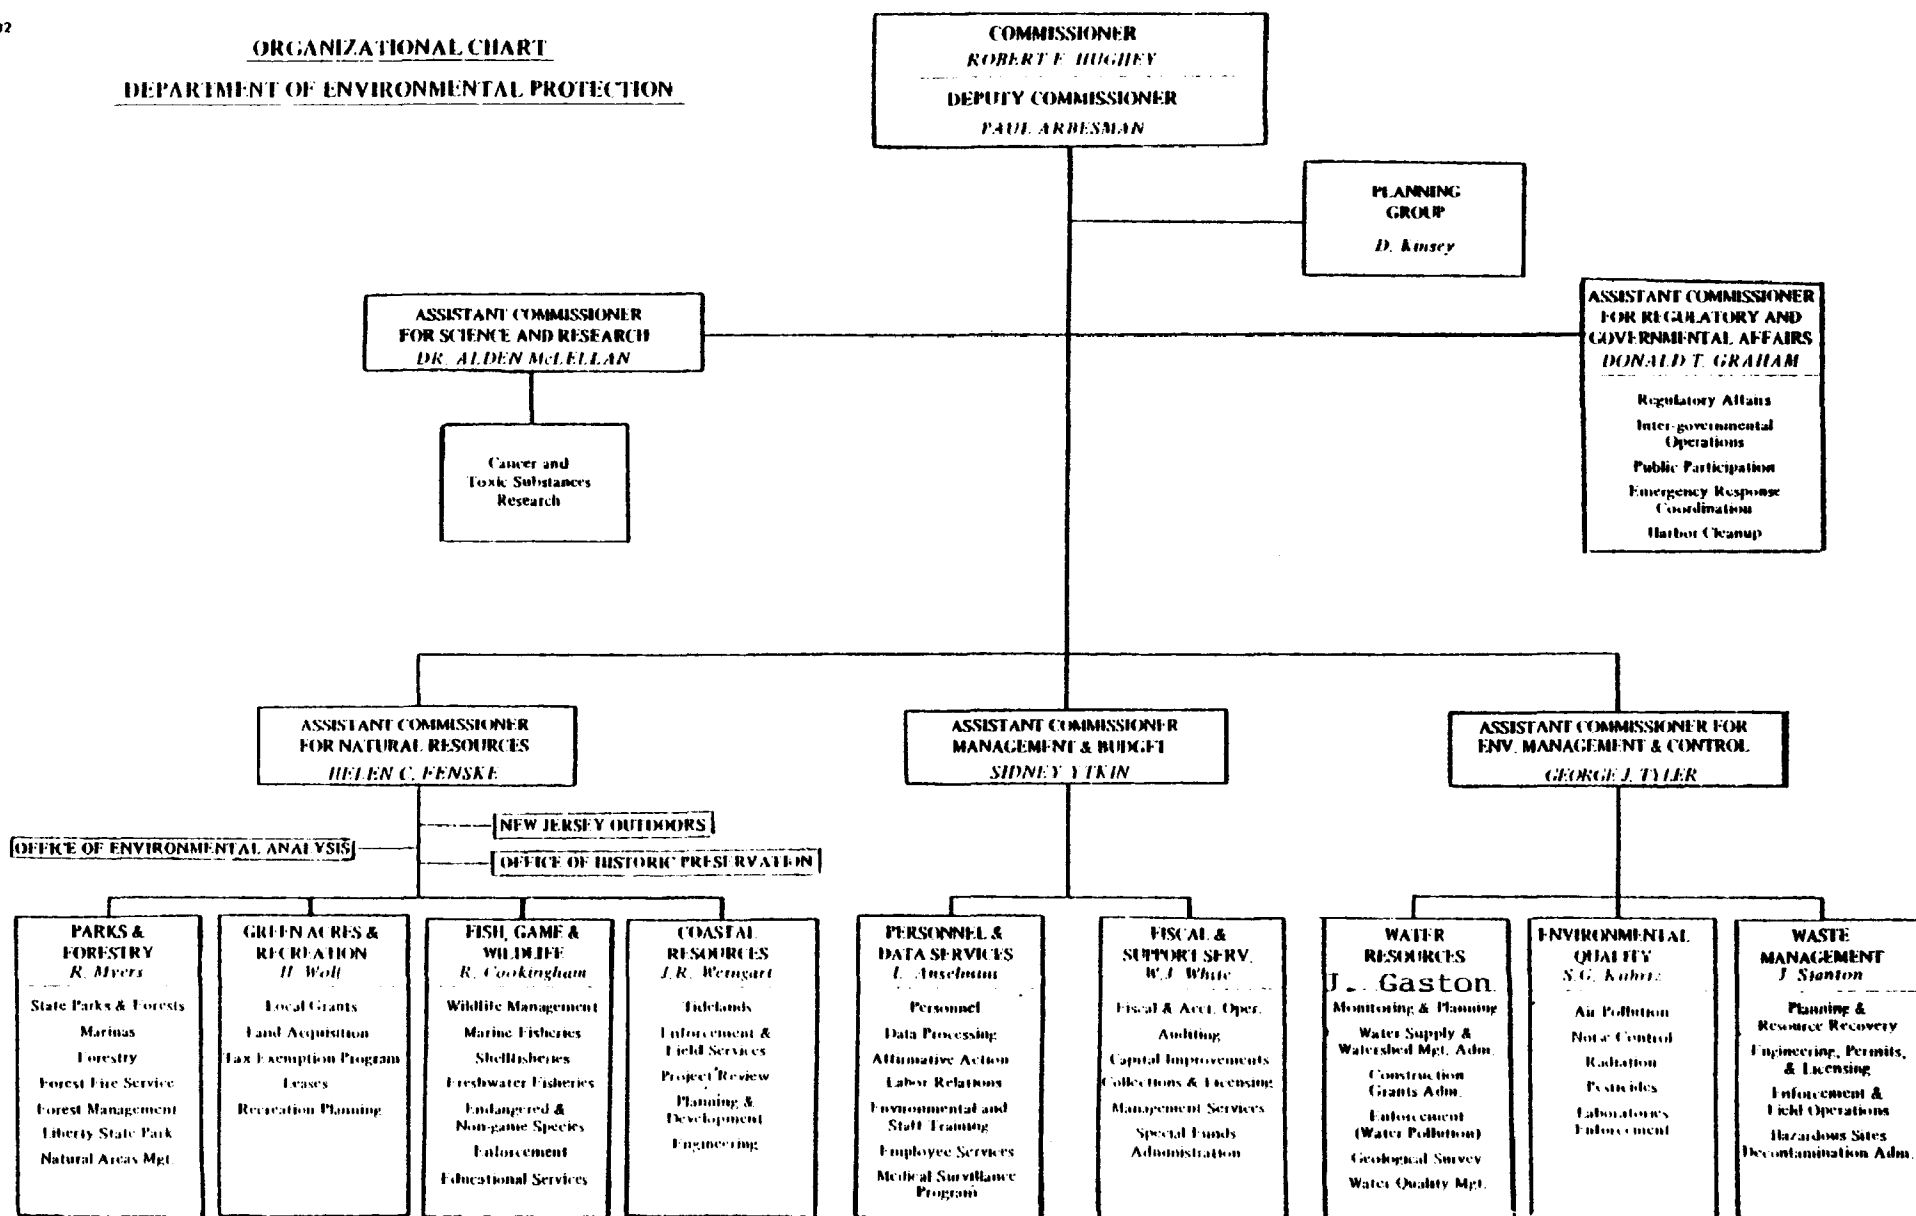 ORGANIZATIONAL CHART
DEPARTMENT OF ENVIRONMENTAL PROTECTION
COMMISSIONER
ROBERT E. HUGHEY
DEPUTY COMMISSIONER
PAUL ARBESMAN
PLANNING
GROUP
D. Kinsey
ASSISTANT COMMISSIONER
FOR SCIENCE AND RESEARCH
DR. ALDEN McLELLAN
Cancer and
Toxic Substances
Research
ASSISTANT COMMISSIONER
FOR REGULATORY AND
GOVERNMENTAL AFFAIRS
DONALD T. GRAHAM
Regulatory Affairs
Inter-governmental
Operations
Public Participation
Emergency Response
Coordination
Harbor Cleanup
ASSISTANT COMMISSIONER
FOR NATURAL RESOURCES
HELEN C. FENSKE
ASSISTANT COMMISSIONER
MANAGEMENT & BUDGET
SIDNEY YTKIN
ASSISTANT COMMISSIONER FOR
ENV. MANAGEMENT & CONTROL
GEORGE J. TYLER
NEW JERSEY OUTDOORS
OFFICE OF ENVIRONMENTAL ANALYSIS
OFFICE OF HISTORIC PRESERVATION
PARKS &
FORESTRY
R. Myers
State Parks & Forests
Marinas
Forestry
Forest Fire Service
Forest Management
Liberty State Park
Natural Areas Mgt.
GREEN ACRES &
RECREATION
H. Wolf
Local Grants
Land Acquisition
Tax Exemption Program
Leases
Recreation Planning
FISH, GAME &
WILDLIFE
R. Cookingham
Wildlife Management
Marine Fisheries
Shellfisheries
Freshwater Fisheries
Endangered &
Non-game Species
Enforcement
Educational Services
COASTAL
RESOURCES
J.R. Weingart
Tidelands
Enforcement &
Field Services
Project Review
Planning &
Development
Engineering
PERSONNEL &
DATA SERVICES
L. Anselmini
Personnel
Data Processing
Affirmative Action
Labor Relations
Environmental and
Staff Training
Employee Services
Medical Survillance
Program
FISCAL &
SUPPORT SERV.
W.J. White
Fiscal & Acct. Oper.
Auditing
Capital Improvements
Collections & Licensing
Management Services
Special Funds
Administration
WATER
RESOURCES
J. Gaston
Monitoring & Planning
Water Supply &
Watershed Mgt. Adm.
Construction
Grants Adm.
Enforcement
(Water Pollution)
Geological Survey
Water Quality Mgt.
ENVIRONMENTAL
QUALITY
S.G.
Air Pollution
Noise Control
Radiation
Pesticides
Laboratories
Enforcement
WASTE
MANAGEMENT
J. Stanton
Planning &
Resource Recovery
Engineering, Permits,
& Licensing
Enforcement &
Field Operations
Hazardous Sites
Decontamination Adm.